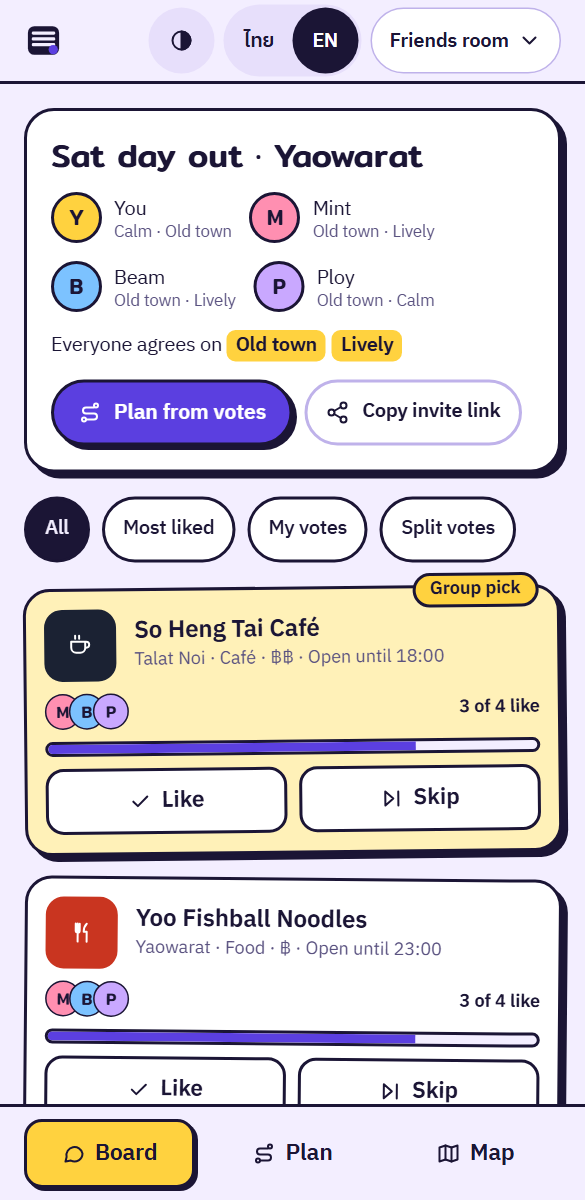 ไทย EN Friends room
Sat day out · Yaowarat
Y You M Mint
Calm · Old town Old town · Lively
B Beam P Ploy
Old town · Lively Old town · Calm
Everyone agrees on Old town Lively
Plan from votes Copy invite link
All Most liked My votes Split votes
Group pick
So Heng Tai Café
Talat Noi · Café · ฿฿ · Open until 18:00
M B P 3 of 4 like
Like Skip
Yoo Fishball Noodles
Yaowarat · Food · ฿ · Open until 23:00
M B P 3 of 4 like
Like Skip
Board Plan Map